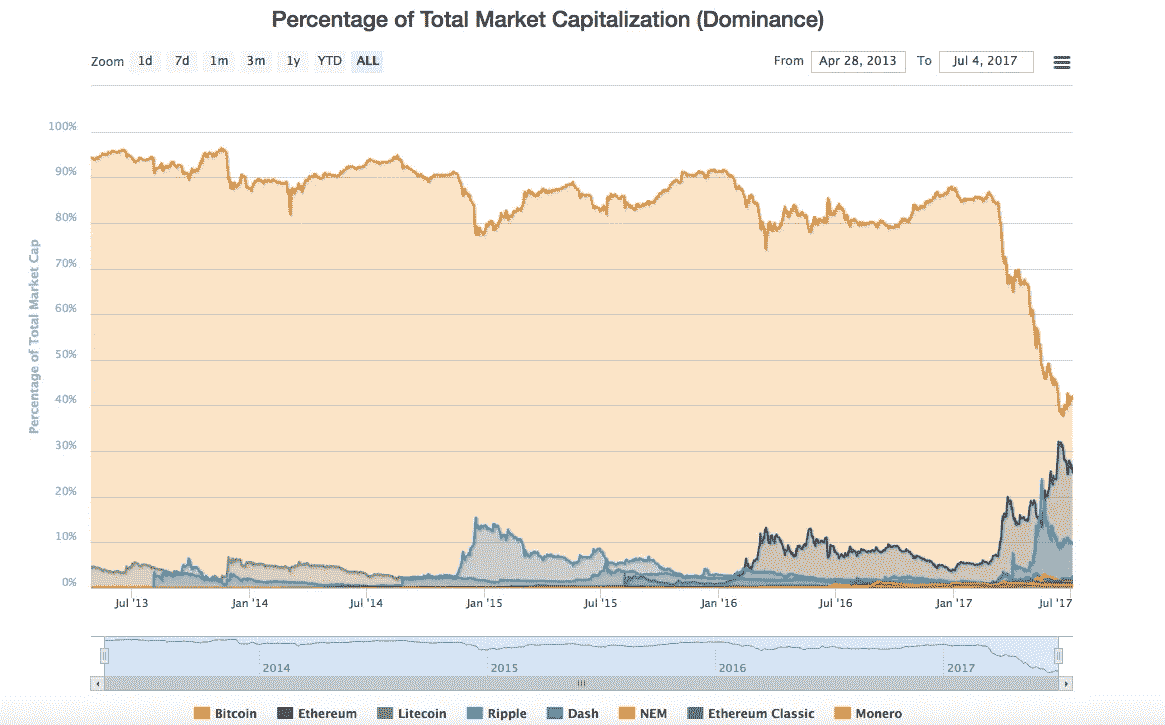 Percentage of Total Market Capitalization (Dominance)
Zoom 1d 7d 1m 3m 1y YTD ALL From Apr 28, 2013 To Jul 4, 2017
Percentage of Total Market Cap
100%
90%
80%
70%
60%
50%
40%
30%
20%
10%
0%
Jul '13 Jan '14 Jul '14 Jan '15 Jul '15 Jan '16 Jul '16 Jan '17 Jul '17
2014 2015 2016 2017
Bitcoin Ethereum Litecoin Ripple Dash NEM Ethereum Classic Monero